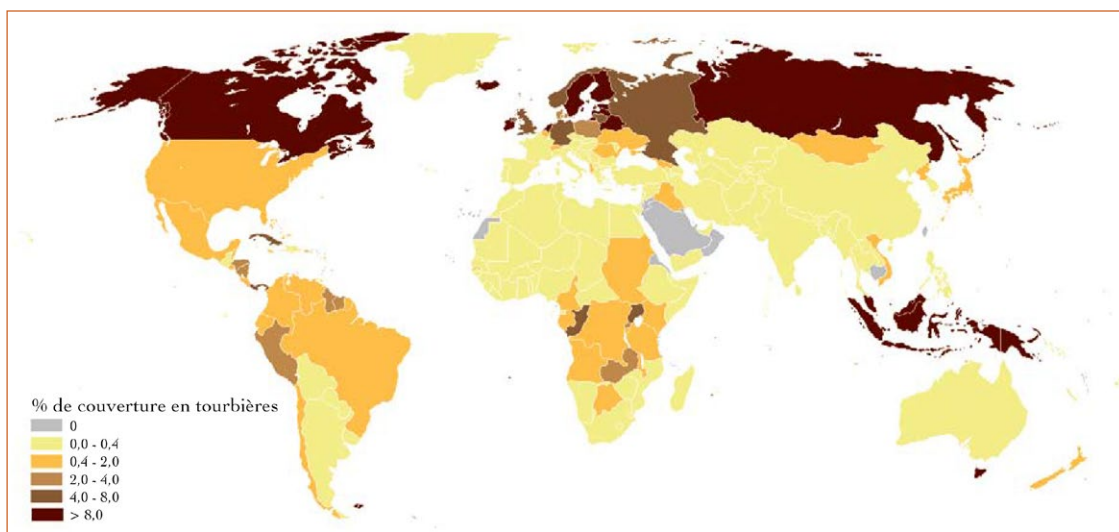 % de couverture en tourbières
0
0,0 - 0,4
0,4 - 2,0
2,0 - 4,0
4,0 - 8,0
> 8,0